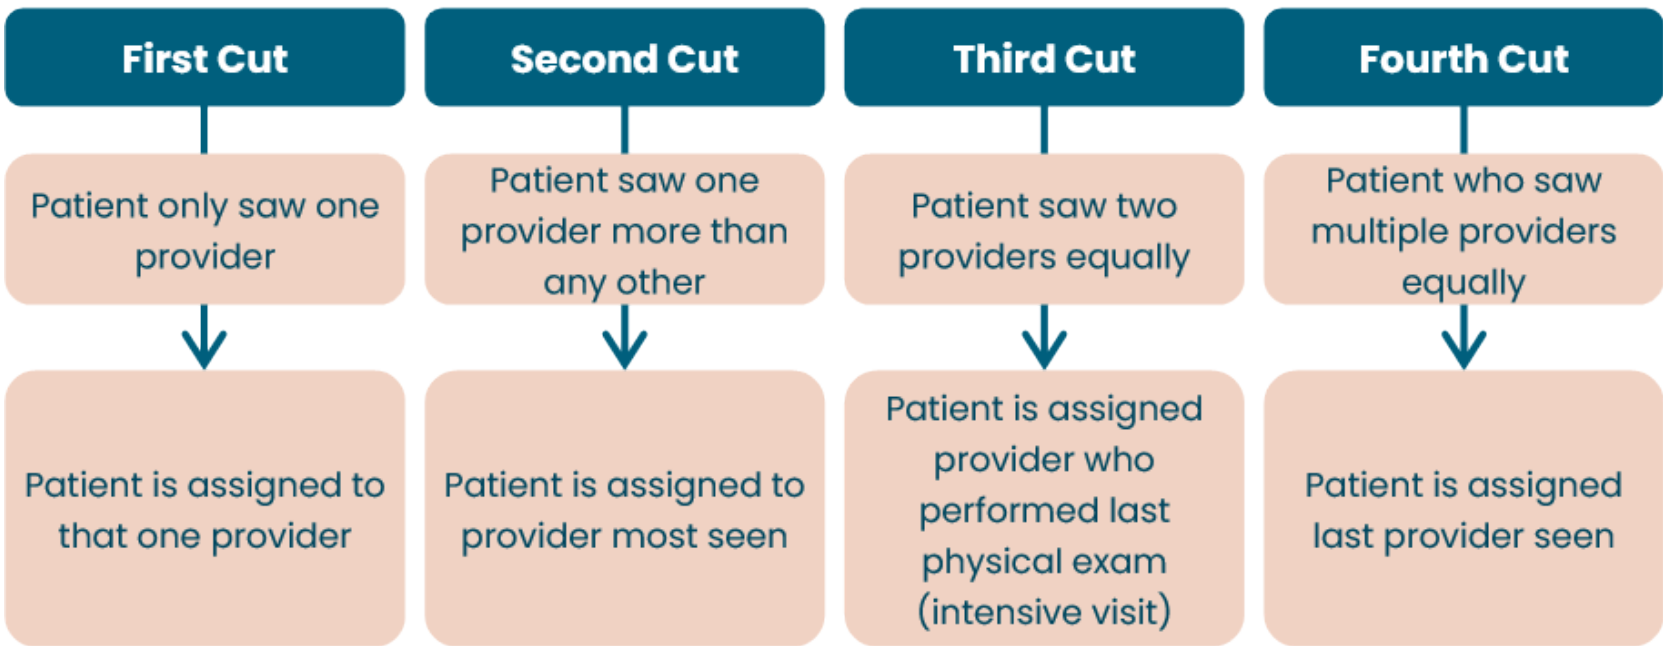 First Cut
Patient only saw one
provider
Patient is assigned to
that one provider
Second Cut
Patient saw one
provider more than
any other
Patient is assigned to
provider most seen
Third Cut
Patient saw two
providers equally
Patient is assigned
provider who
performed last
physical exam
(intensive visit)
Fourth Cut
Patient who saw
multiple providers
equally
Patient is assigned
last provider seen